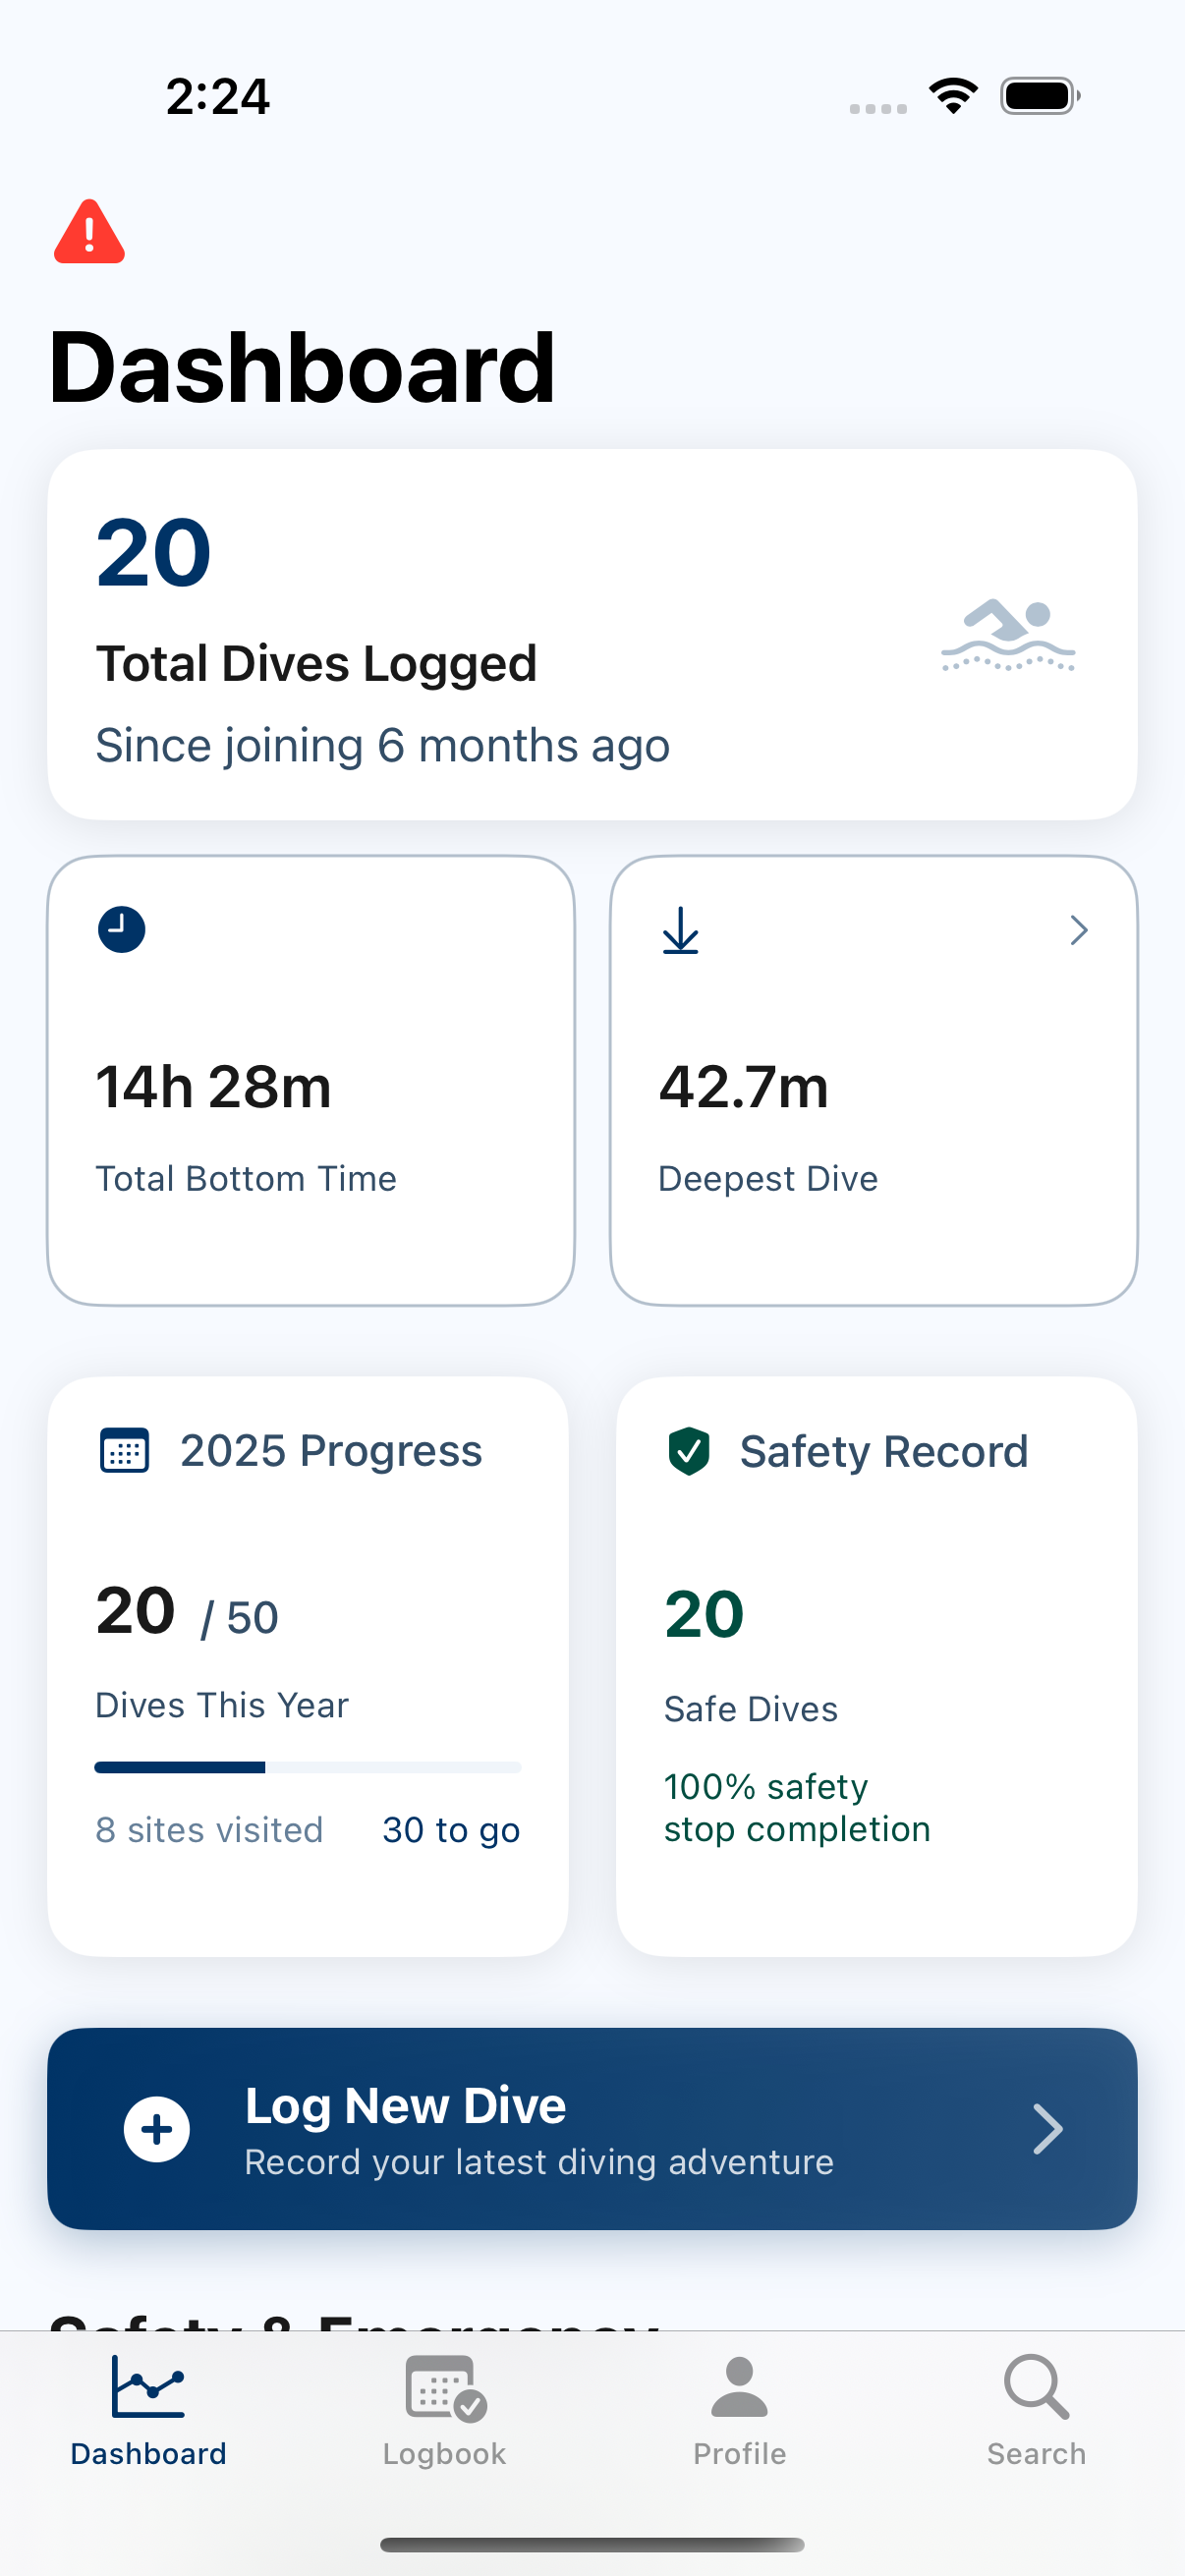 2:24
Dashboard
20
Total Dives Logged
Since joining 6 months ago
14h 28m
Total Bottom Time
42.7m
Deepest Dive
2025 Progress
20 / 50
Dives This Year
8 sites visited
30 to go
Safety Record
20
Safe Dives
100% safety
stop completion
Log New Dive
Record your latest diving adventure
Safety & Emergency
Dashboard
Logbook
Profile
Search